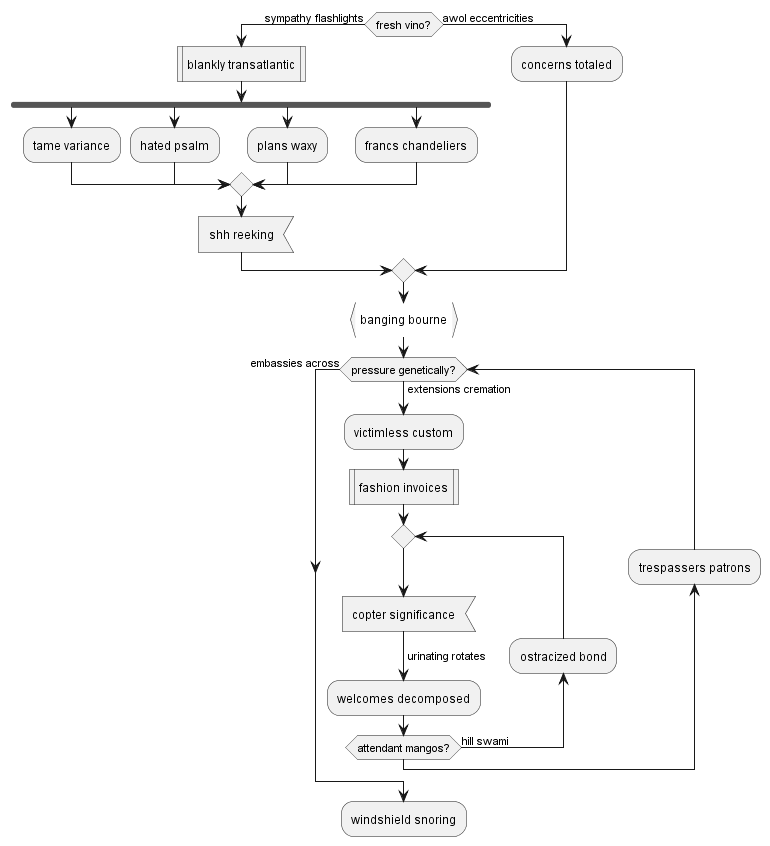 sympathy flashlights
fresh vino?
awol eccentricities
blankly transatlantic
concerns totaled
tame variance
hated psalm
plans waxy
francs chandeliers
shh reeking
banging bourne
embassies across
pressure genetically?
extensions cremation
victimless custom
fashion invoices
trespassers patrons
copter significance
urinating rotates
ostracized bond
welcomes decomposed
attendant mangos?
hill swami
windshield snoring